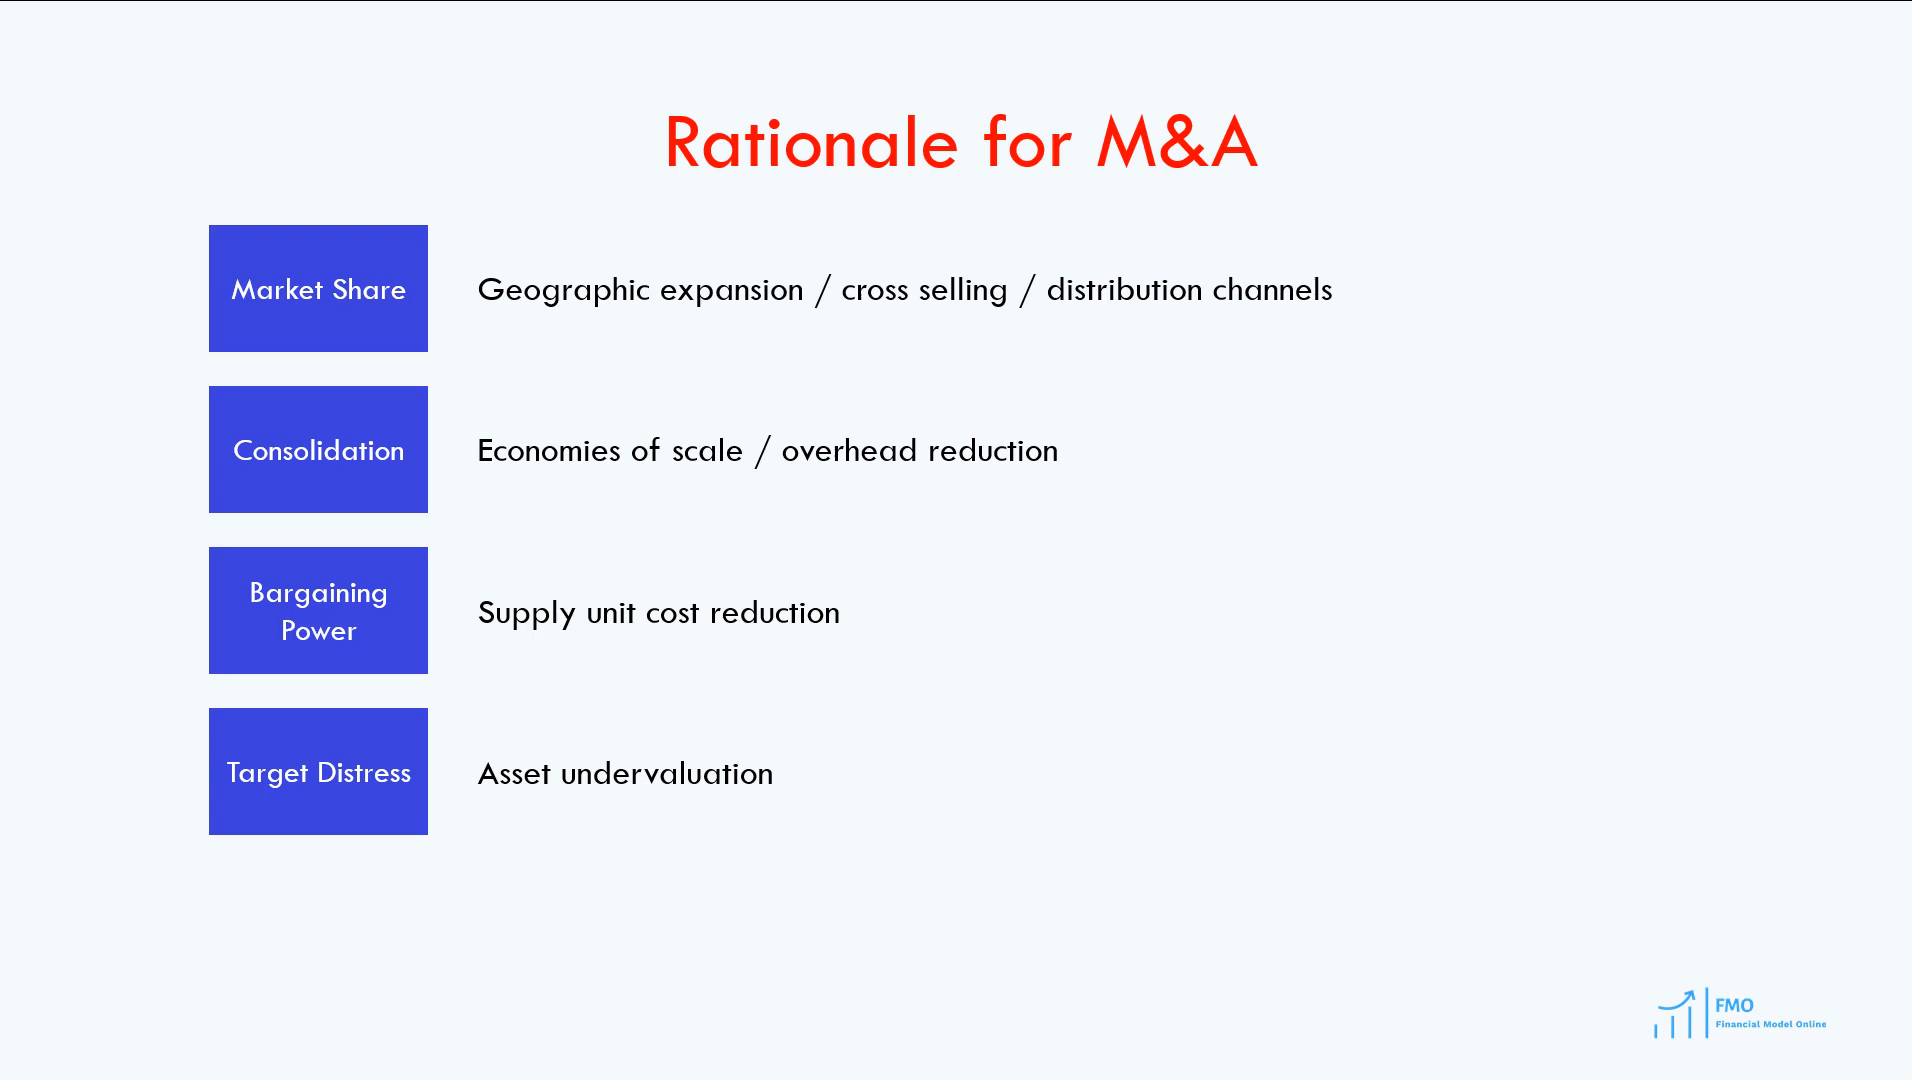 Rationale for M&A
Market Share
Geographic expansion / cross selling / distribution channels
Consolidation
Economies of scale / overhead reduction
Bargaining
Power
Supply unit cost reduction
Target Distress
Asset undervaluation
FMO
Financial Model Online